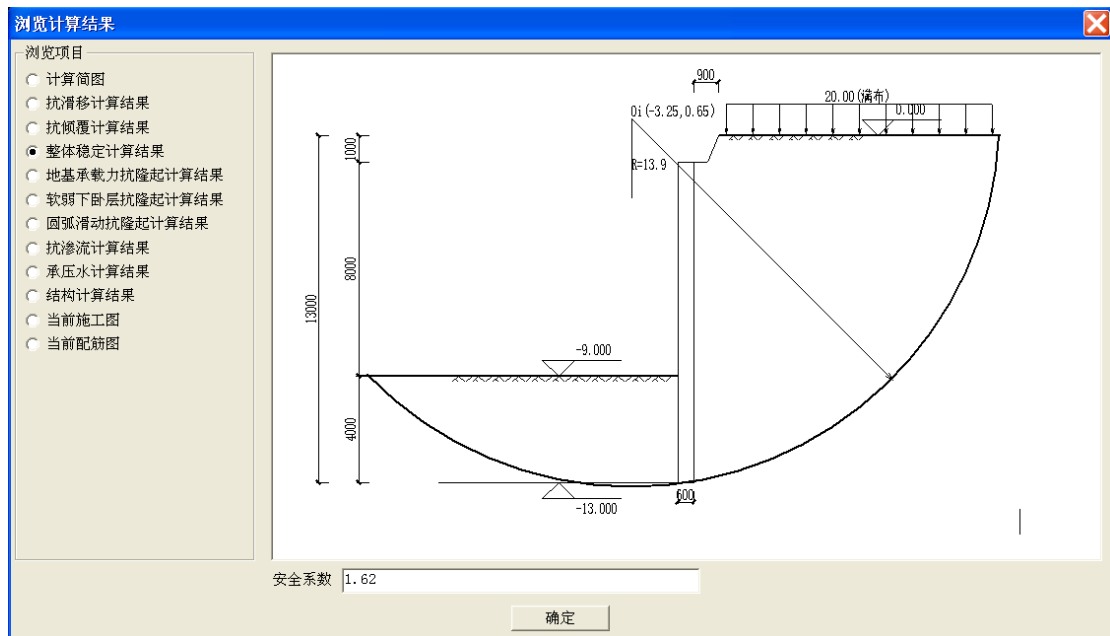 浏览计算结果
浏览项目
计算简图
抗滑移计算结果
抗倾覆计算结果
整体稳定计算结果
地基承载力抗隆起计算结果
软弱下卧层抗隆起计算结果
圆弧滑动抗隆起计算结果
抗渗流计算结果
承压水计算结果
结构计算结果
当前施工图
当前配筋图
900
Oi(-3.25,0.65)
20.00(满布)
0.000
1000
R=13.9
8000
13000
-9.000
4000
600
-13.000
安全系数 1.62
确定